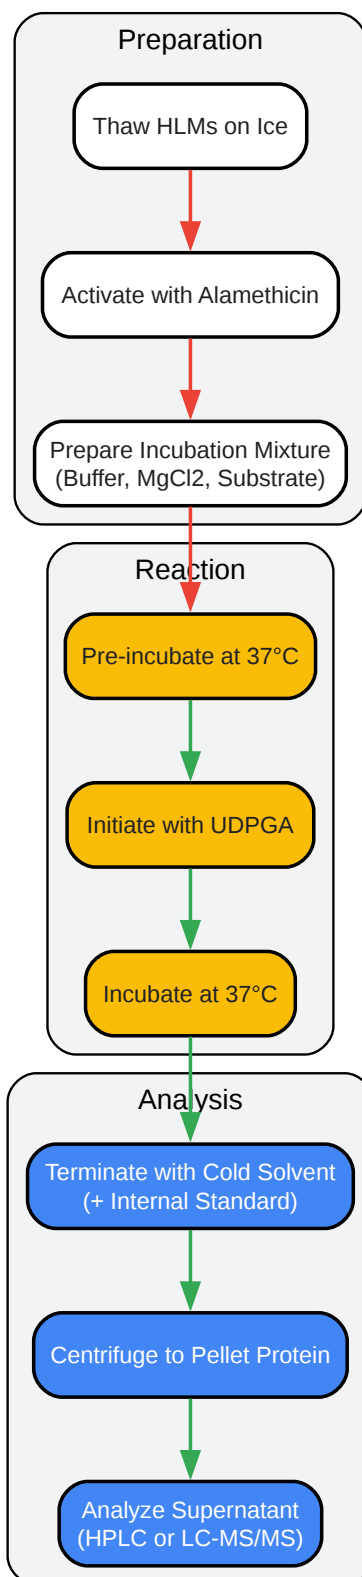 Preparation
Thaw HLMs on Ice
Activate with Alamethicin
Prepare Incubation Mixture
(Buffer, MgCl2, Substrate)
Reaction
Pre-incubate at 37°C
Initiate with UDPGA
Incubate at 37°C
Analysis
Terminate with Cold Solvent
(+ Internal Standard)
Centrifuge to Pellet Protein
Analyze Supernatant
(HPLC or LC-MS/MS)